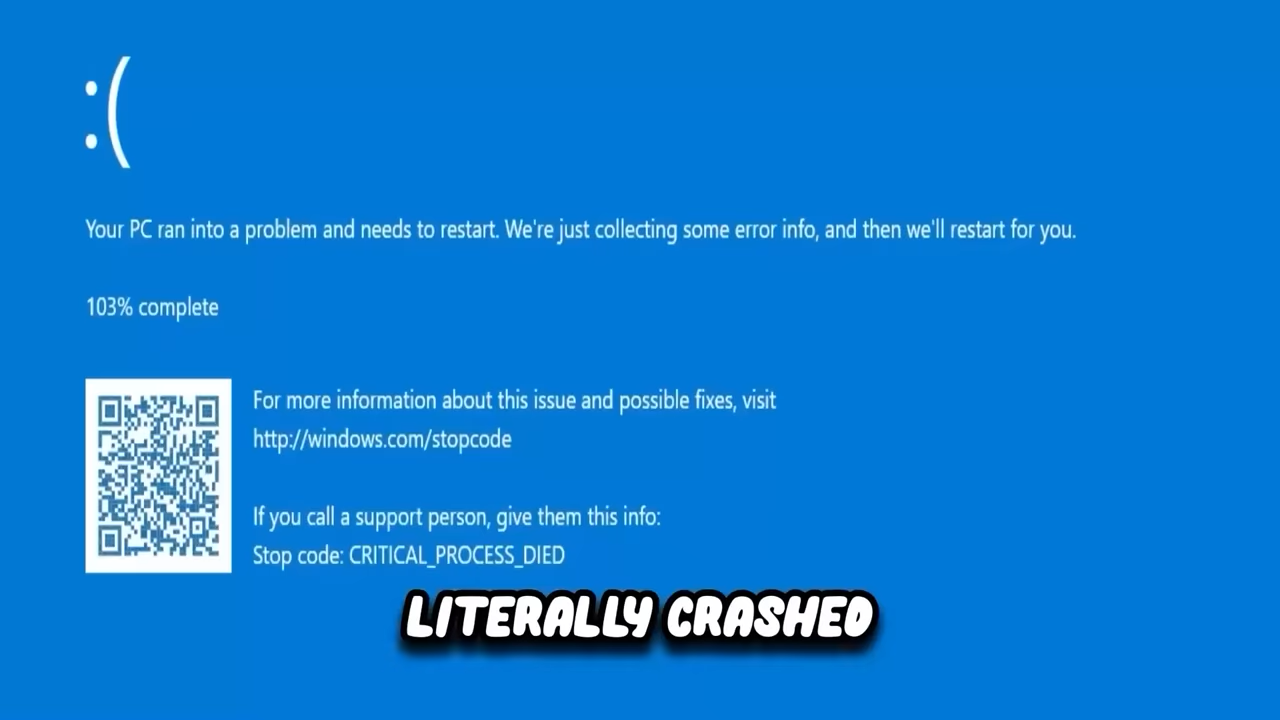 :(
Your PC ran into a problem and needs to restart. We're just collecting some error info, and then we'll restart for you.
103% complete
For more information about this issue and possible fixes, visit
http://windows.com/stopcode
If you call a support person, give them this info:
Stop code: CRITICAL_PROCESS_DIED
LITERALLY CRASHED